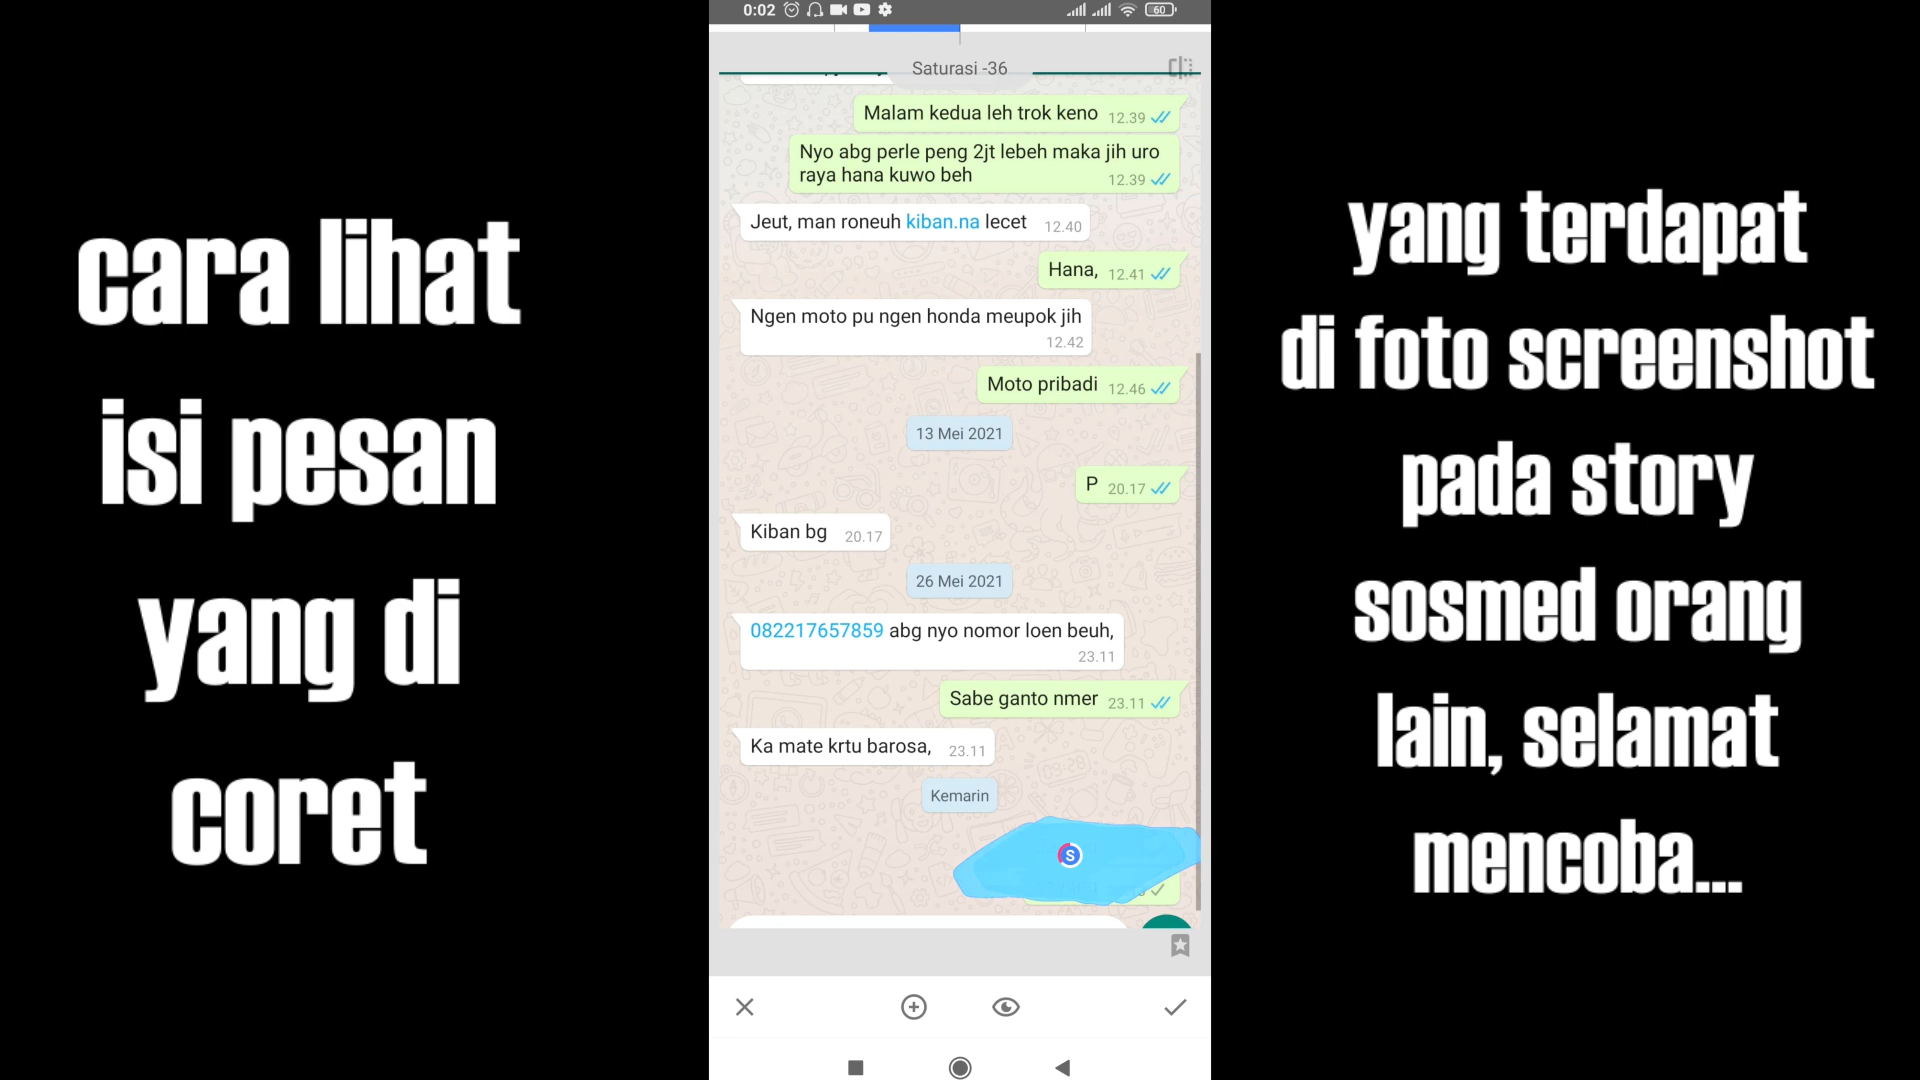 cara lihat
isi pesan
yang di
coret
0:02
60
Saturasi -36
Malam kedua leh trok keno 12.39
Nyo abg perle peng 2jt lebeh maka jih uro
raya hana kuwo beh 12.39
Jeut, man roneuh kiban.na lecet 12.40
Hana, 12.41
Ngen moto pu ngen honda meupok jih
12.42
Moto pribadi 12.46
13 Mei 2021
P 20.17
Kiban bg 20.17
26 Mei 2021
082217657859 abg nyo nomor loen beuh,
23.11
Sabe ganto nmer 23.11
Ka mate krtu barosa, 23.11
Kemarin
S
yang terdapat
di foto screenshot
pada story
sosmed orang
lain, selamat
mencoba...